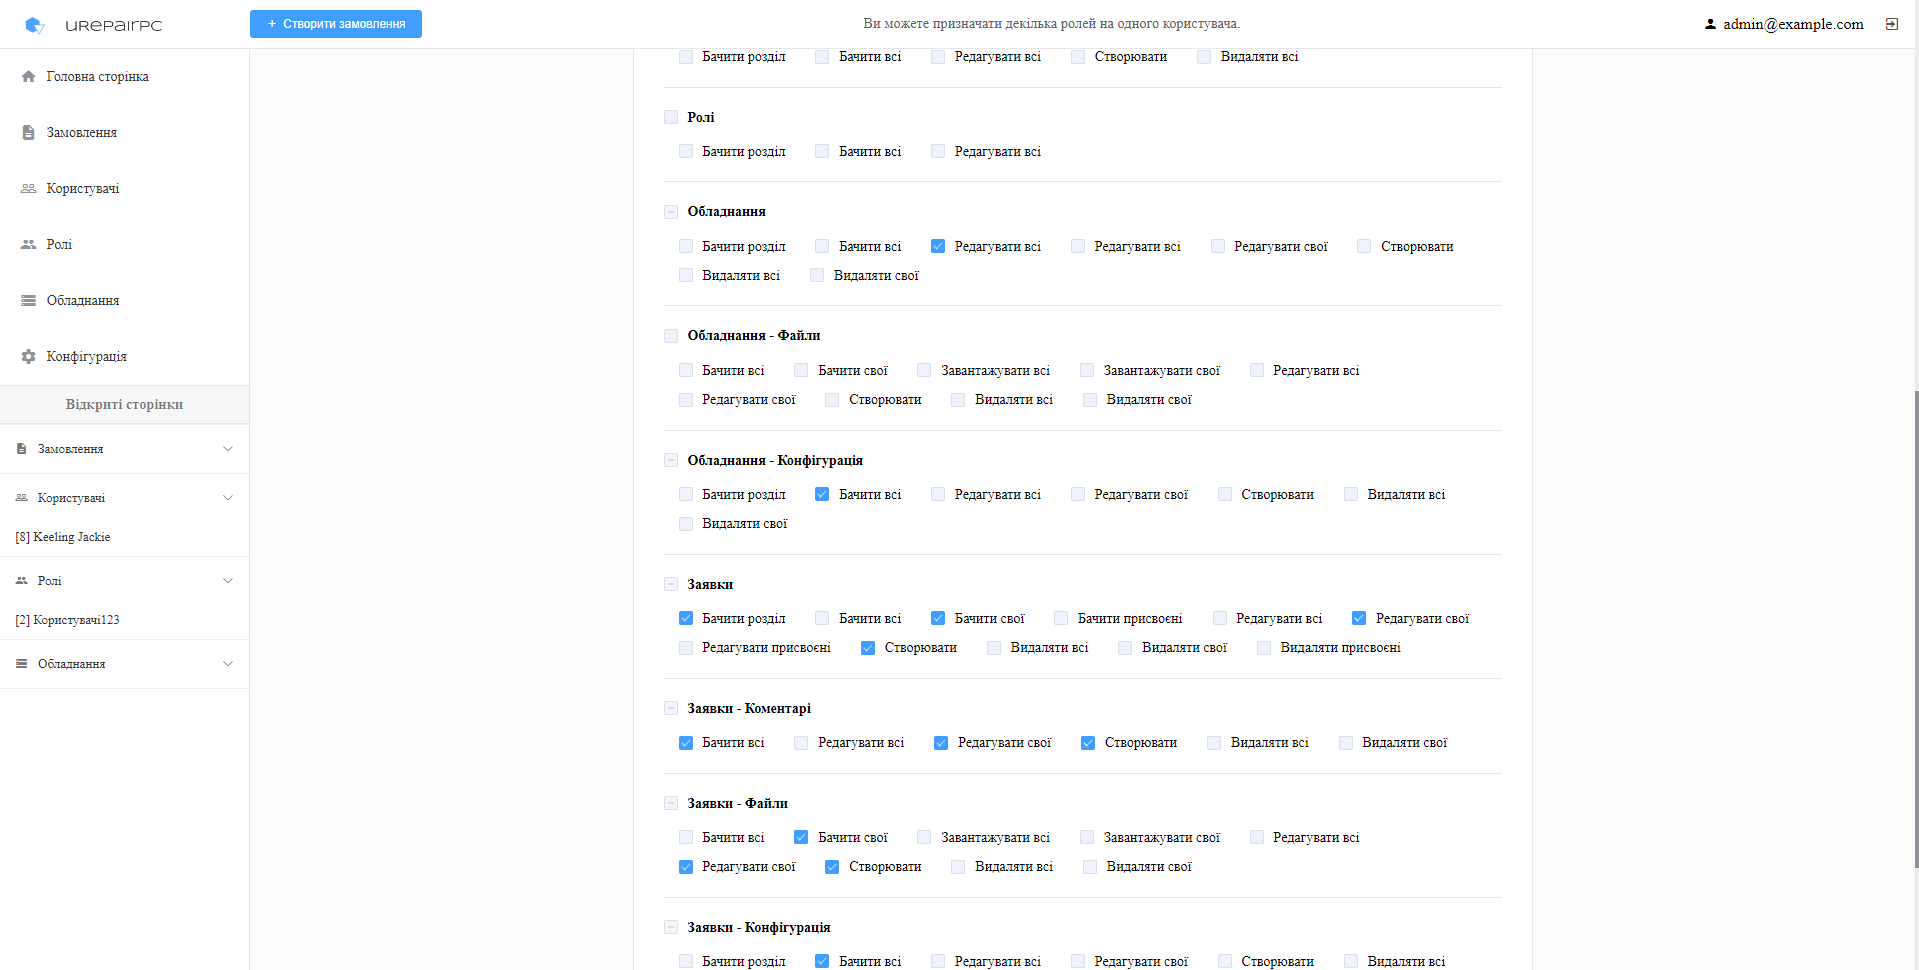 urepairpc
+ Створити замовлення
Ви можете призначати декілька ролей на одного користувача.
admin@example.com
Головна сторінка
Замовлення
Користувачі
Ролі
Обладнання
Конфігурація
Відкриті сторінки
Замовлення
Користувачі
[8] Keeling Jackie
Ролі
[2] Користувачі123
Обладнання
Бачити розділ Бачити всі Редагувати всі Створювати Видаляти всі
Ролі
Бачити розділ Бачити всі Редагувати всі
Обладнання
Бачити розділ Бачити всі Редагувати всі Редагувати всі Редагувати свої Створювати
Видаляти всі Видаляти свої
Обладнання - Файли
Бачити всі Бачити свої Завантажувати всі Завантажувати свої Редагувати всі
Редагувати свої Створювати Видаляти всі Видаляти свої
Обладнання - Конфігурація
Бачити розділ Бачити всі Редагувати всі Редагувати свої Створювати Видаляти всі
Видаляти свої
Заявки
Бачити розділ Бачити всі Бачити свої Бачити присвоєні Редагувати всі Редагувати свої
Редагувати присвоєні Створювати Видаляти всі Видаляти свої Видаляти присвоєні
Заявки - Коментарі
Бачити всі Редагувати всі Редагувати свої Створювати Видаляти всі Видаляти свої
Заявки - Файли
Бачити всі Бачити свої Завантажувати всі Завантажувати свої Редагувати всі
Редагувати свої Створювати Видаляти всі Видаляти свої
Заявки - Конфігурація
Бачити розділ Бачити всі Редагувати всі Редагувати свої Створювати Видаляти всі